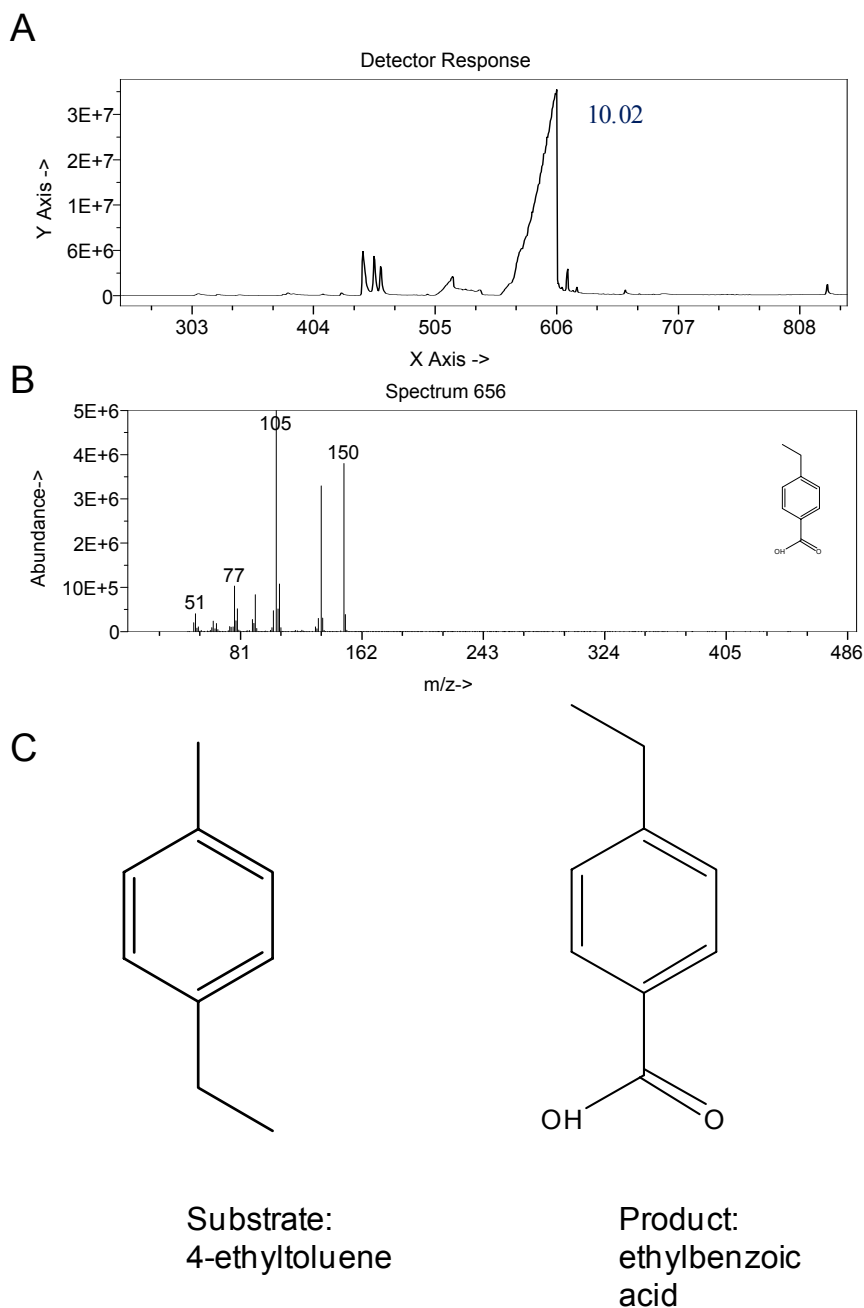 A
Detector Response
10.02
3E+7
2E+7
1E+7
6E+6
0
Y Axis ->
303 404 505 606 707 808
X Axis ->
B
Spectrum 656
5E+6
4E+6
3E+6
2E+6
10E+5
0
Abundance->
105
150
77
51
OH O
81 162 243 324 405 486
m/z->
C
OH O
Substrate:
4-ethyltoluene
Product:
ethylbenzoic
acid